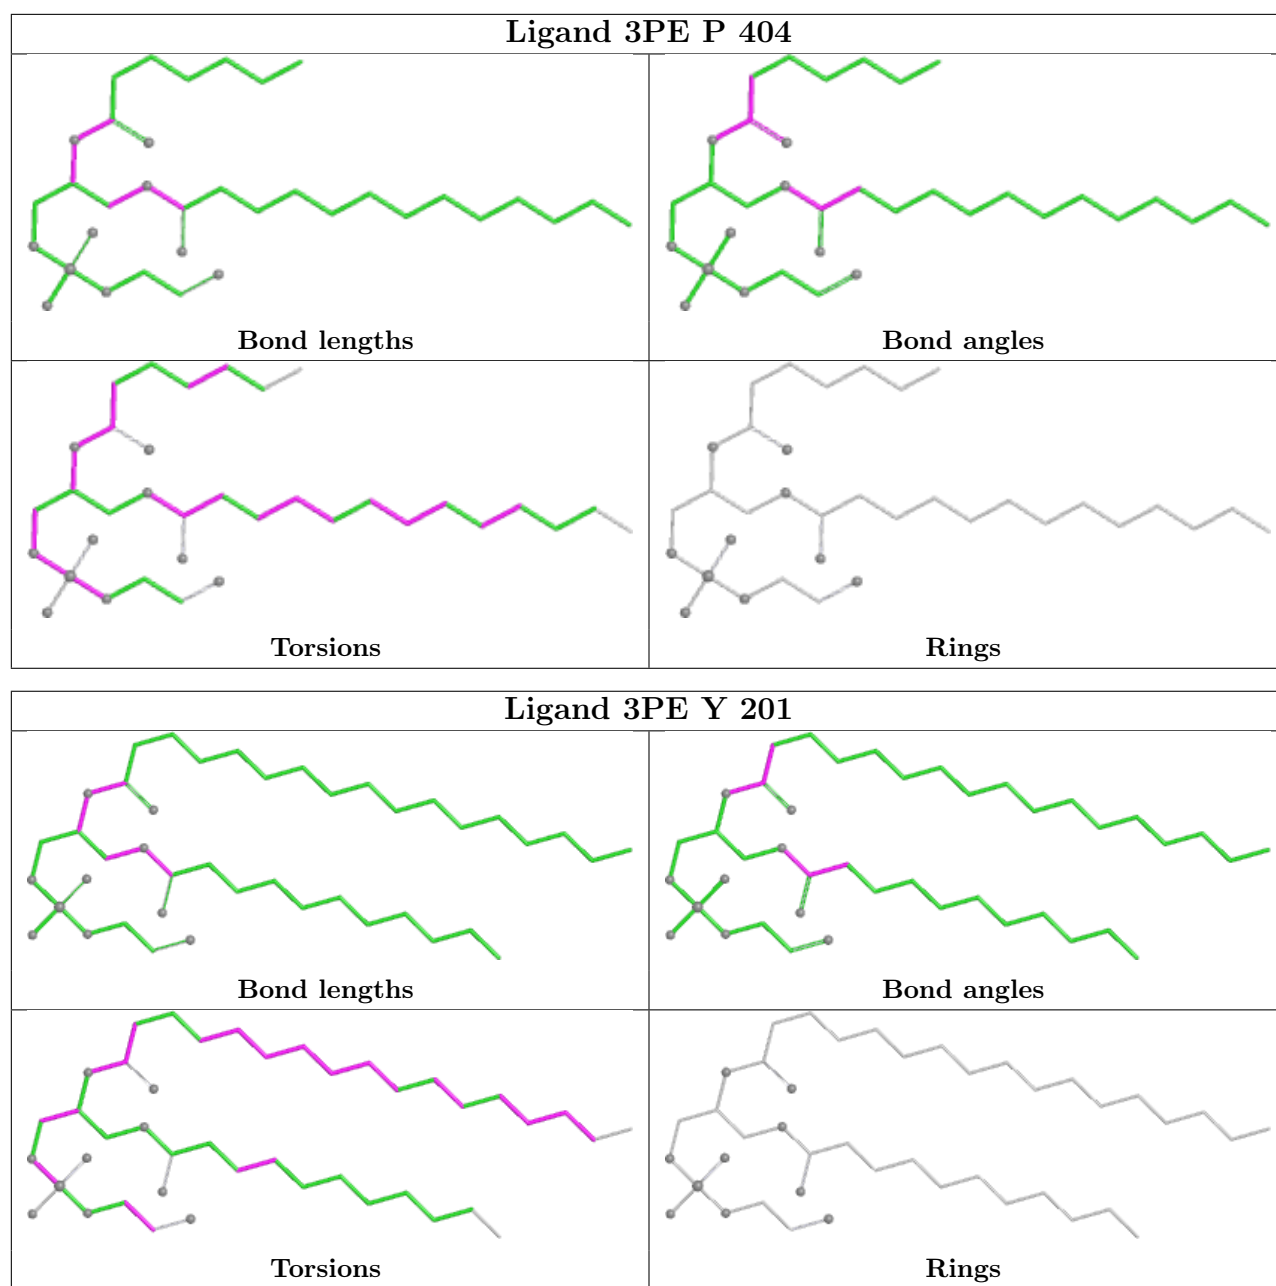 Ligand 3PE P 404
Bond lengths
Bond angles
Torsions
Rings
Ligand 3PE Y 201
Bond lengths
Bond angles
Torsions
Rings